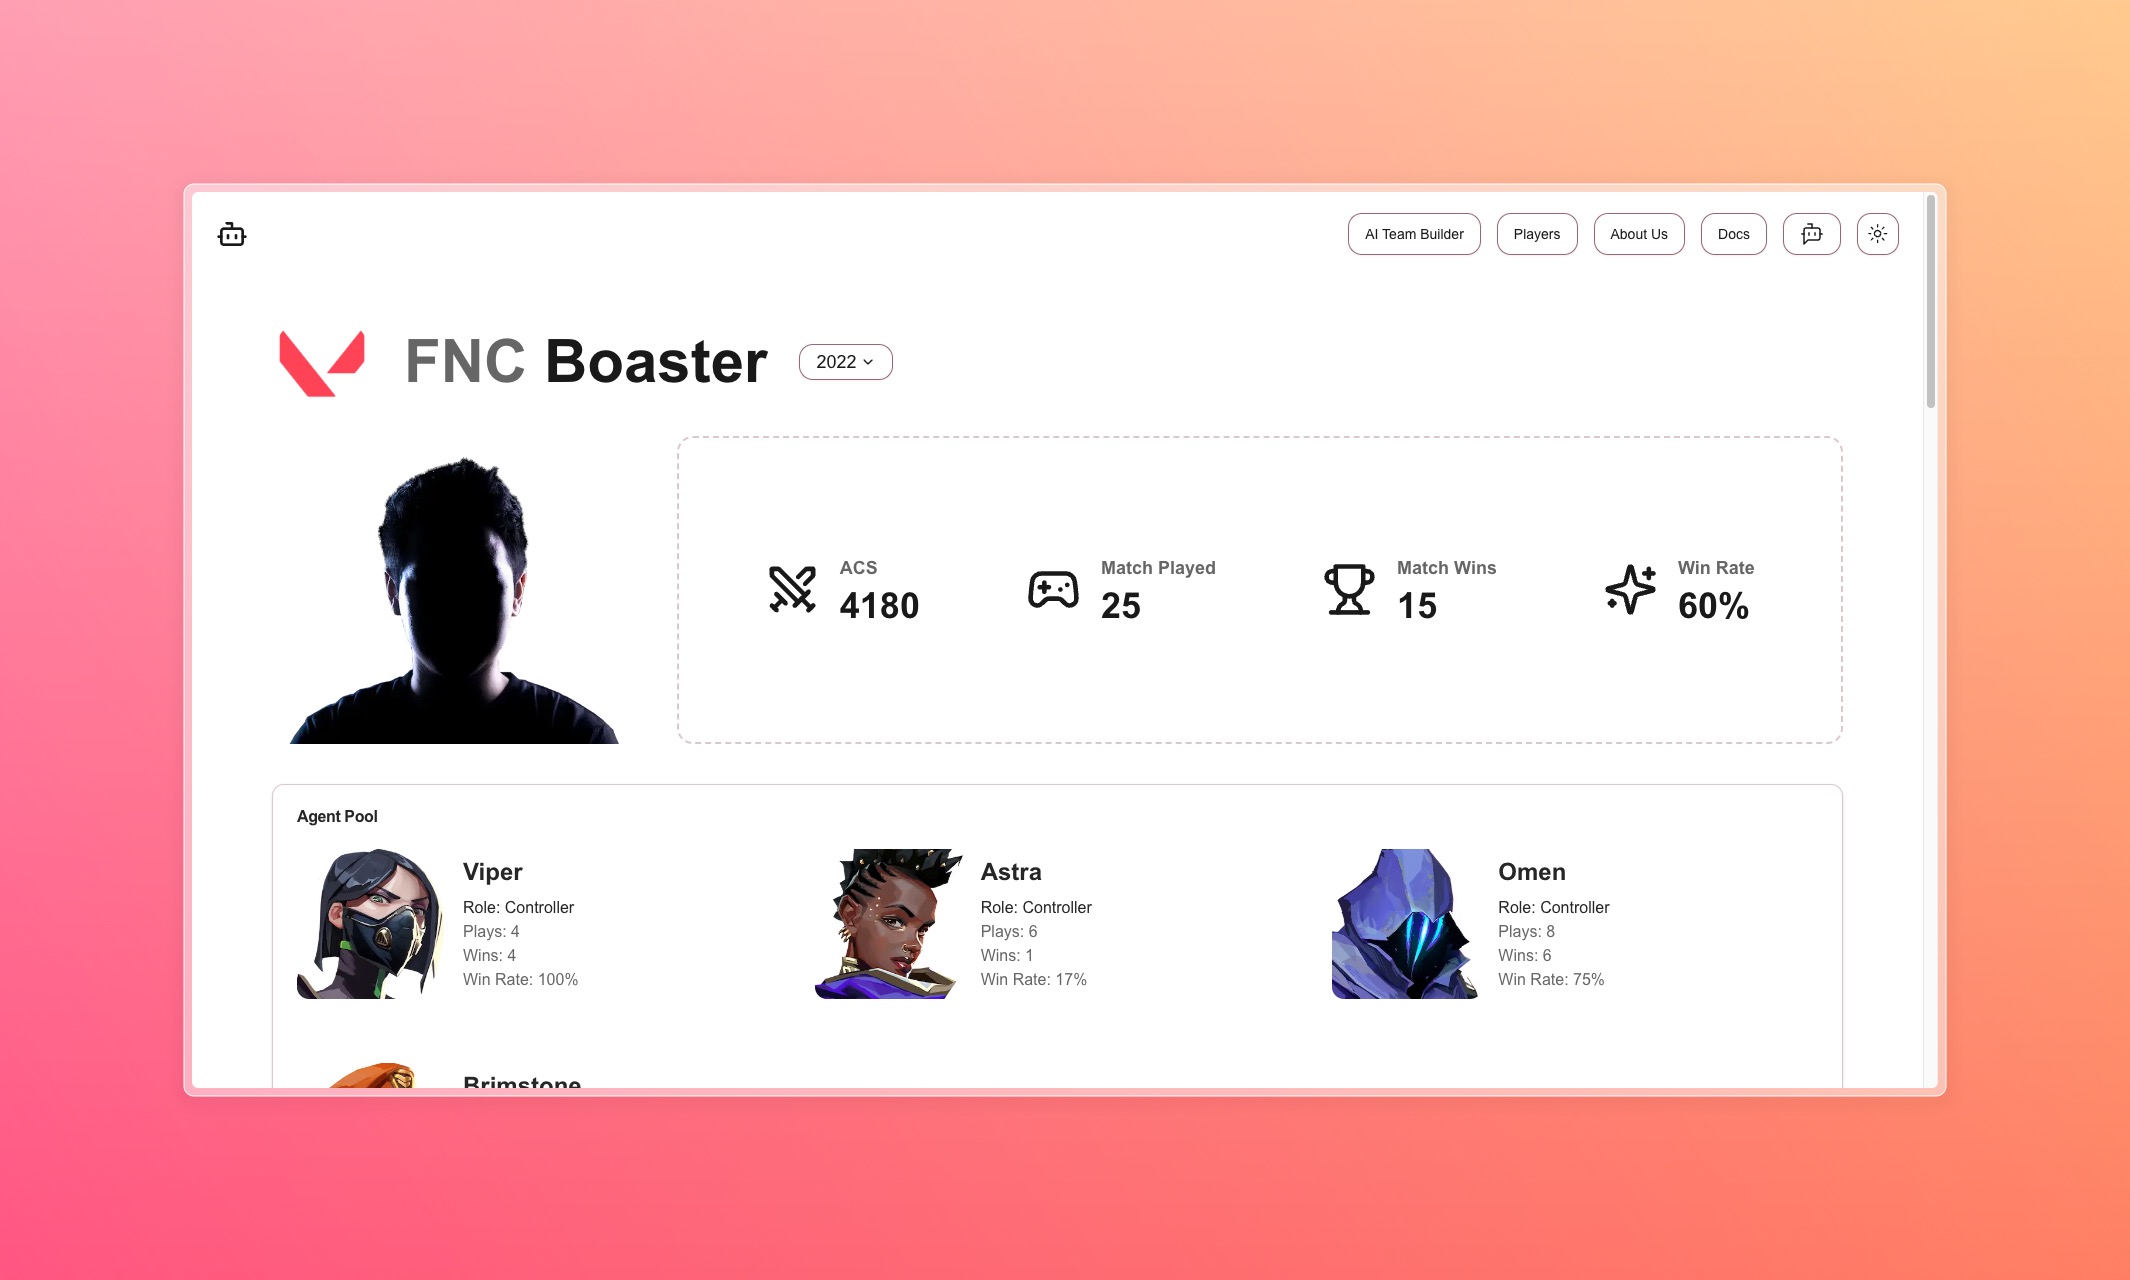 AI Team Builder
Players
About Us
Docs
FNC Boaster
2022
ACS
4180
Match Played
25
Match Wins
15
Win Rate
60%
Agent Pool
Viper
Role: Controller
Plays: 4
Wins: 4
Win Rate: 100%
Astra
Role: Controller
Plays: 6
Wins: 1
Win Rate: 17%
Omen
Role: Controller
Plays: 8
Wins: 6
Win Rate: 75%
Brimstone